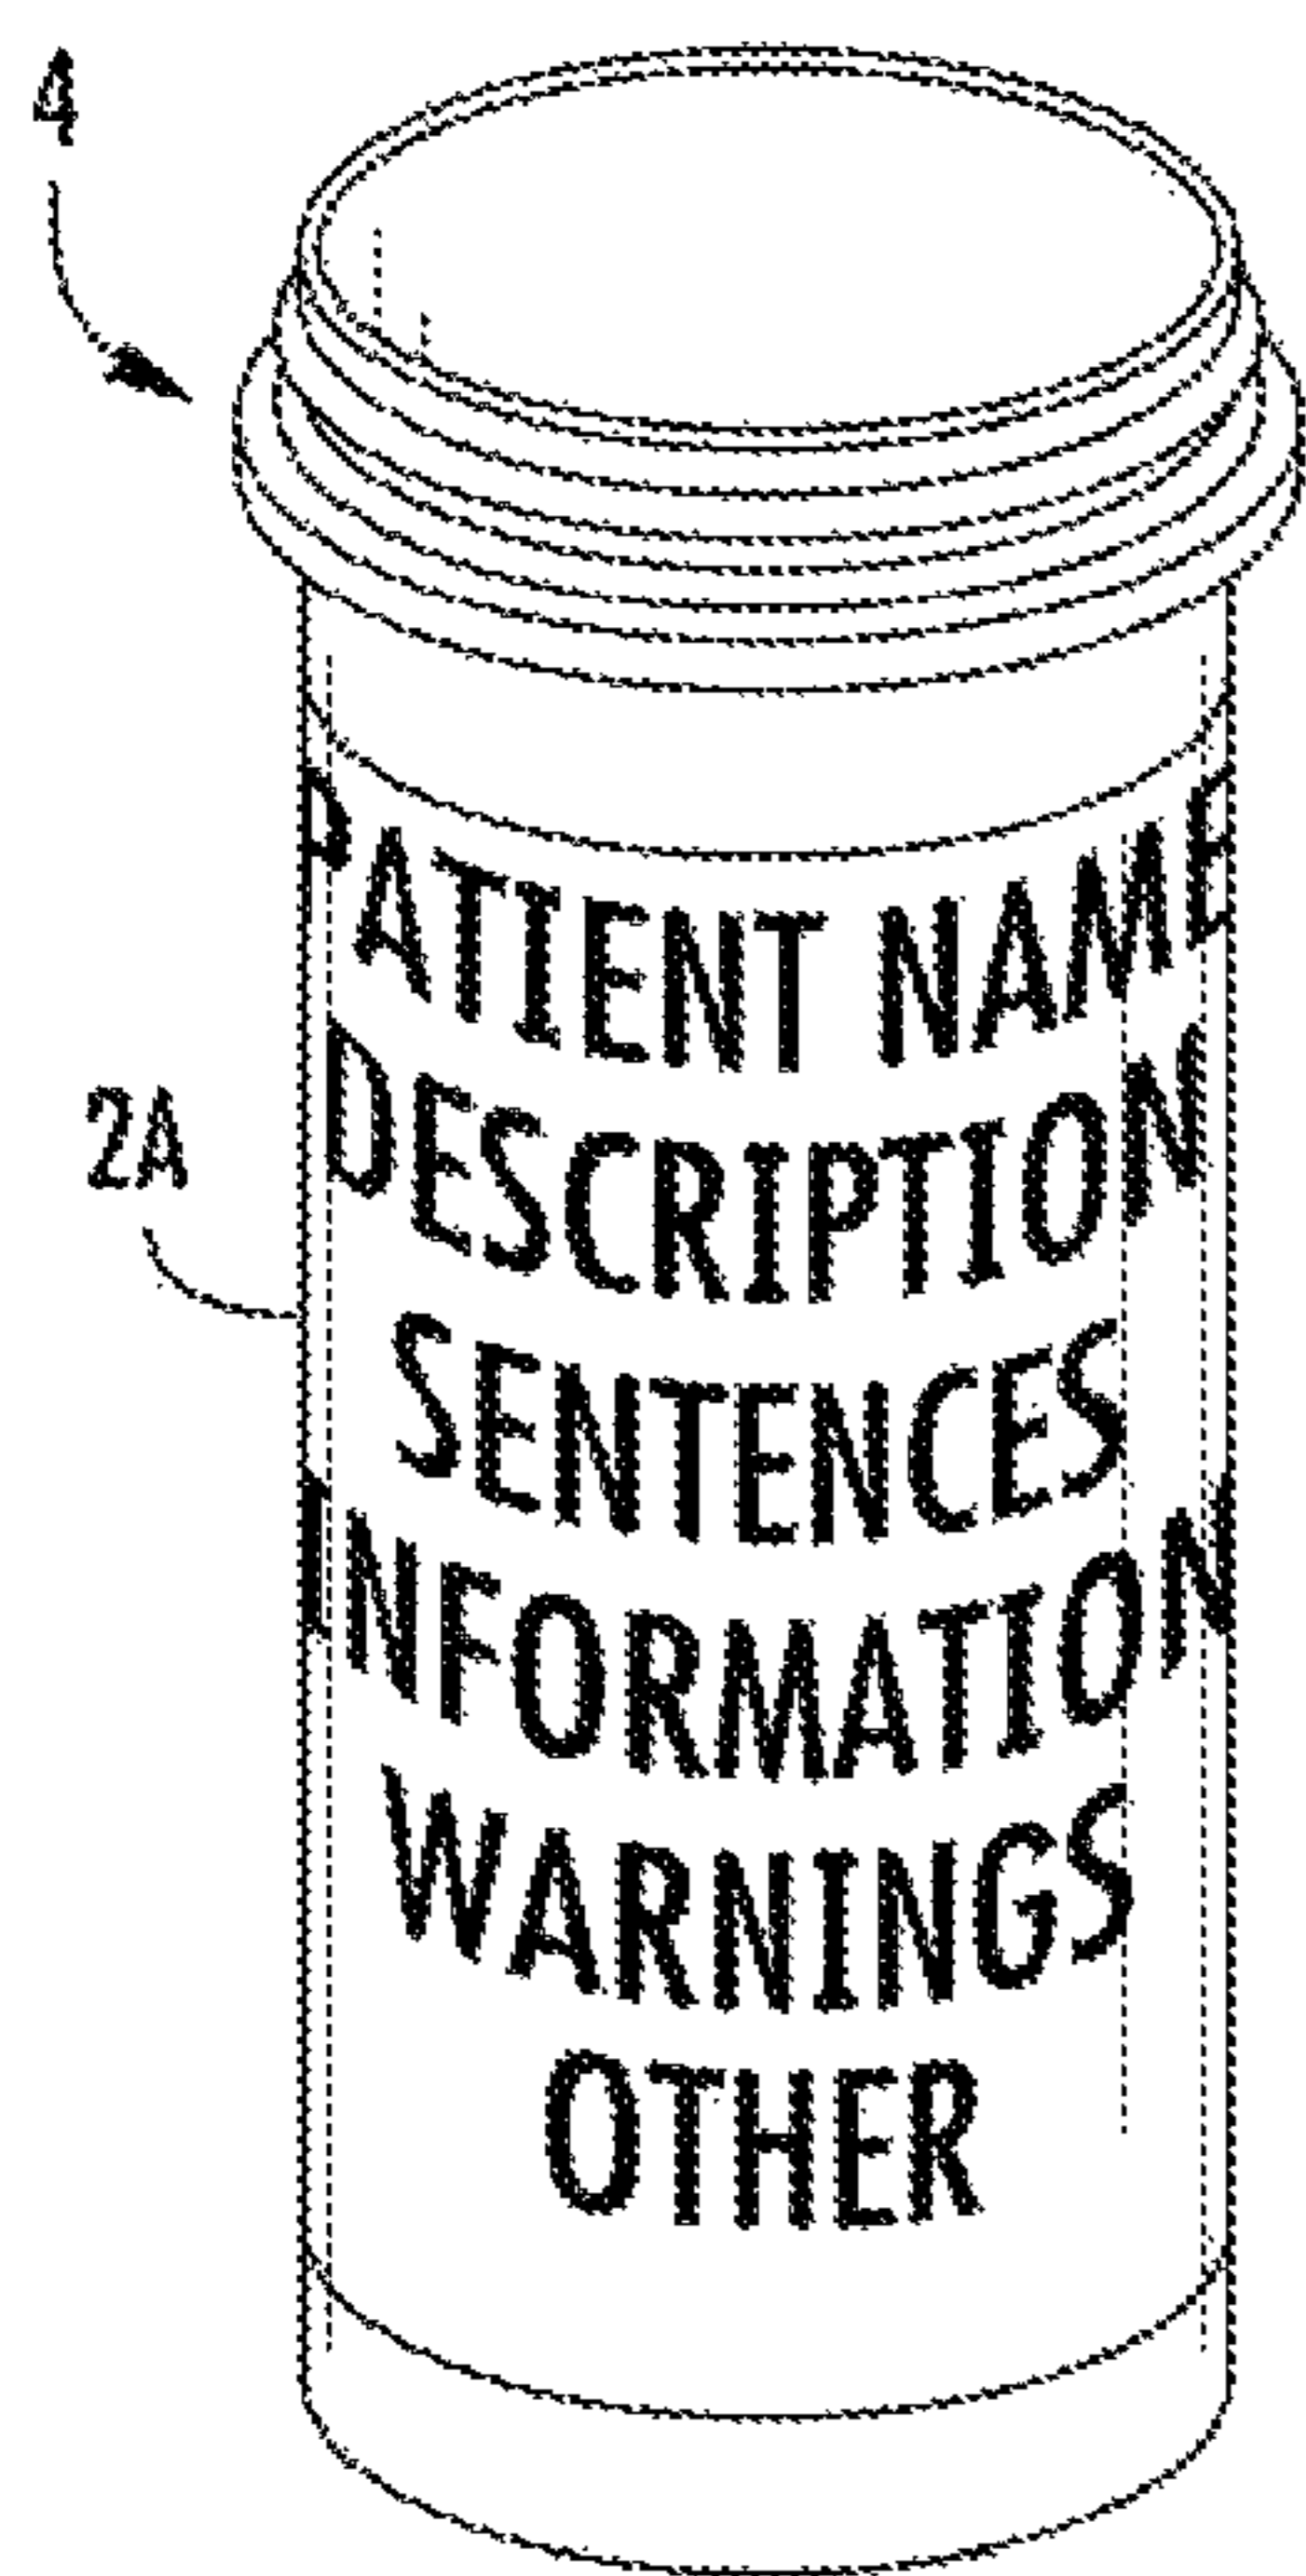 4
PATIENT NAME
DESCRIPTION
2A
SENTENCES
INFORMATION
WARNINGS
OTHER